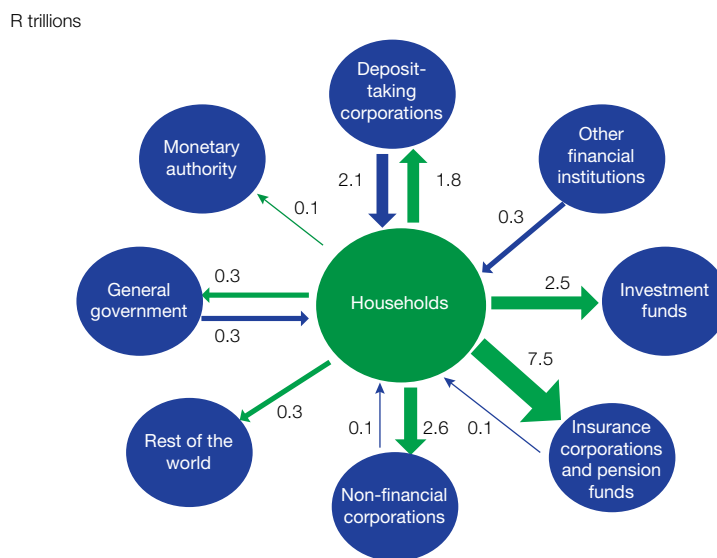 R trillions
Deposit-
taking
corporations
Monetary
authority
Other
financial
institutions
2.1
1.8
0.1
0.3
0.3
General
government
Households
2.5
Investment
funds
0.3
7.5
0.3
0.1
2.6
0.1
Rest of the
world
Insurance
corporations
and pension
funds
Non-financial
corporations